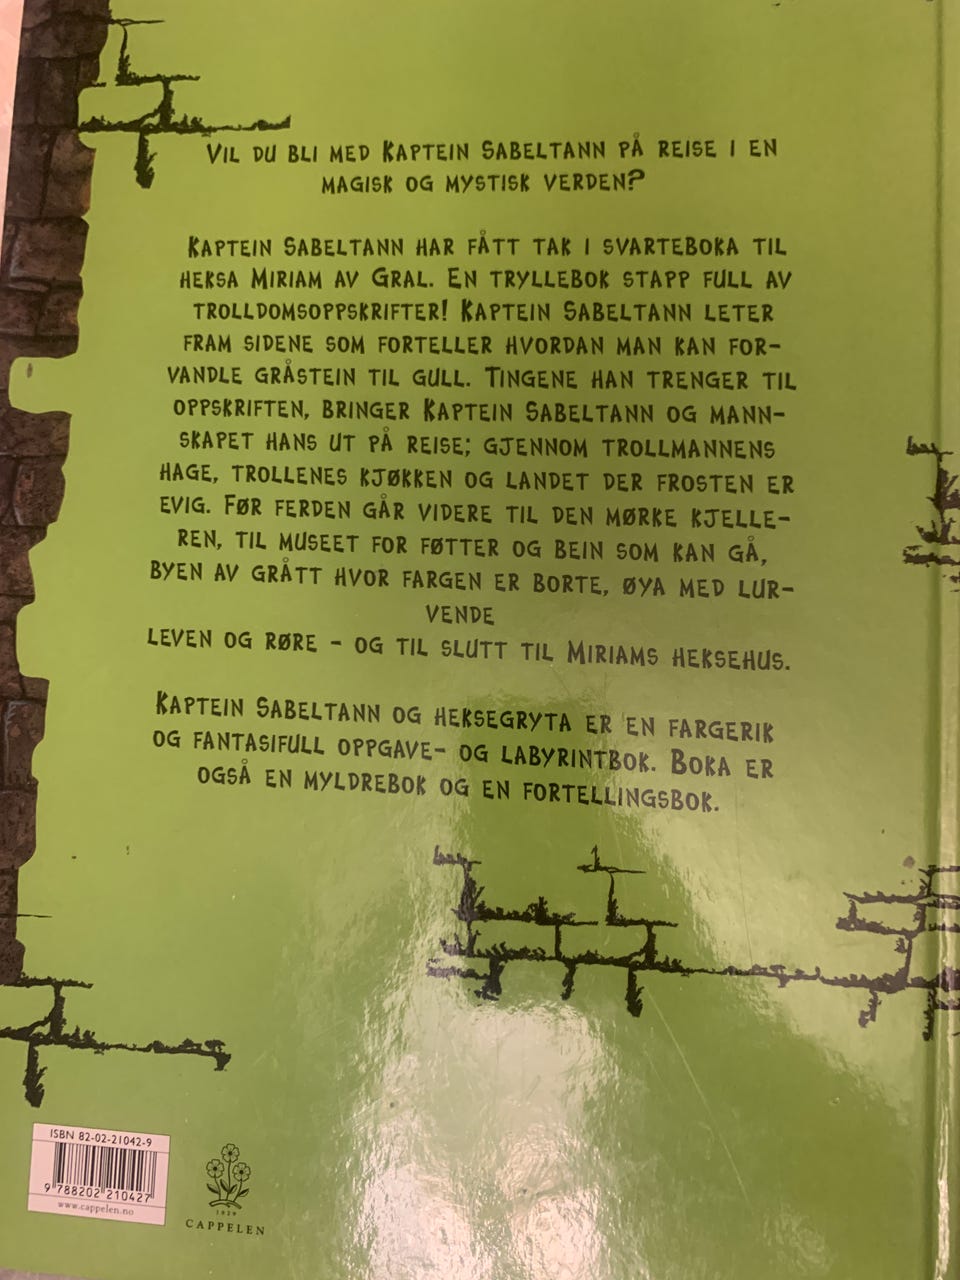 Vil du bli med Kaptein Sabeltann på reise i en
magisk og mystisk verden?
Kaptein Sabeltann har fått tak i svarteboka til
heksa Miriam av Gral. En tryllebok stapp full av
trolldomsoppskrifter! Kaptein Sabeltann leter
fram sidene som forteller hvordan man kan for-
vandle gråstein til gull. Tingene han trenger til
oppskriften, bringer Kaptein Sabeltann og mann-
skapet hans ut på reise; gjennom trollmannens
hage, trollenes kjøkken og landet der frosten er
evig. Før ferden går videre til den mørke kjelle-
ren, til museet for føtter og bein som kan gå,
byen av grått hvor fargen er borte, øya med lur-
vende
leven og røre – og til slutt til Miriams heksehus.
Kaptein Sabeltann og heksegryta er en fargerik
og fantasifull oppgave- og labyrintbok. Boka er
også en myldrebok og en fortellingsbok.
ISBN 82-02-21042-9
9 788202 210427
www.cappelen.no
1829
CAPPELEN